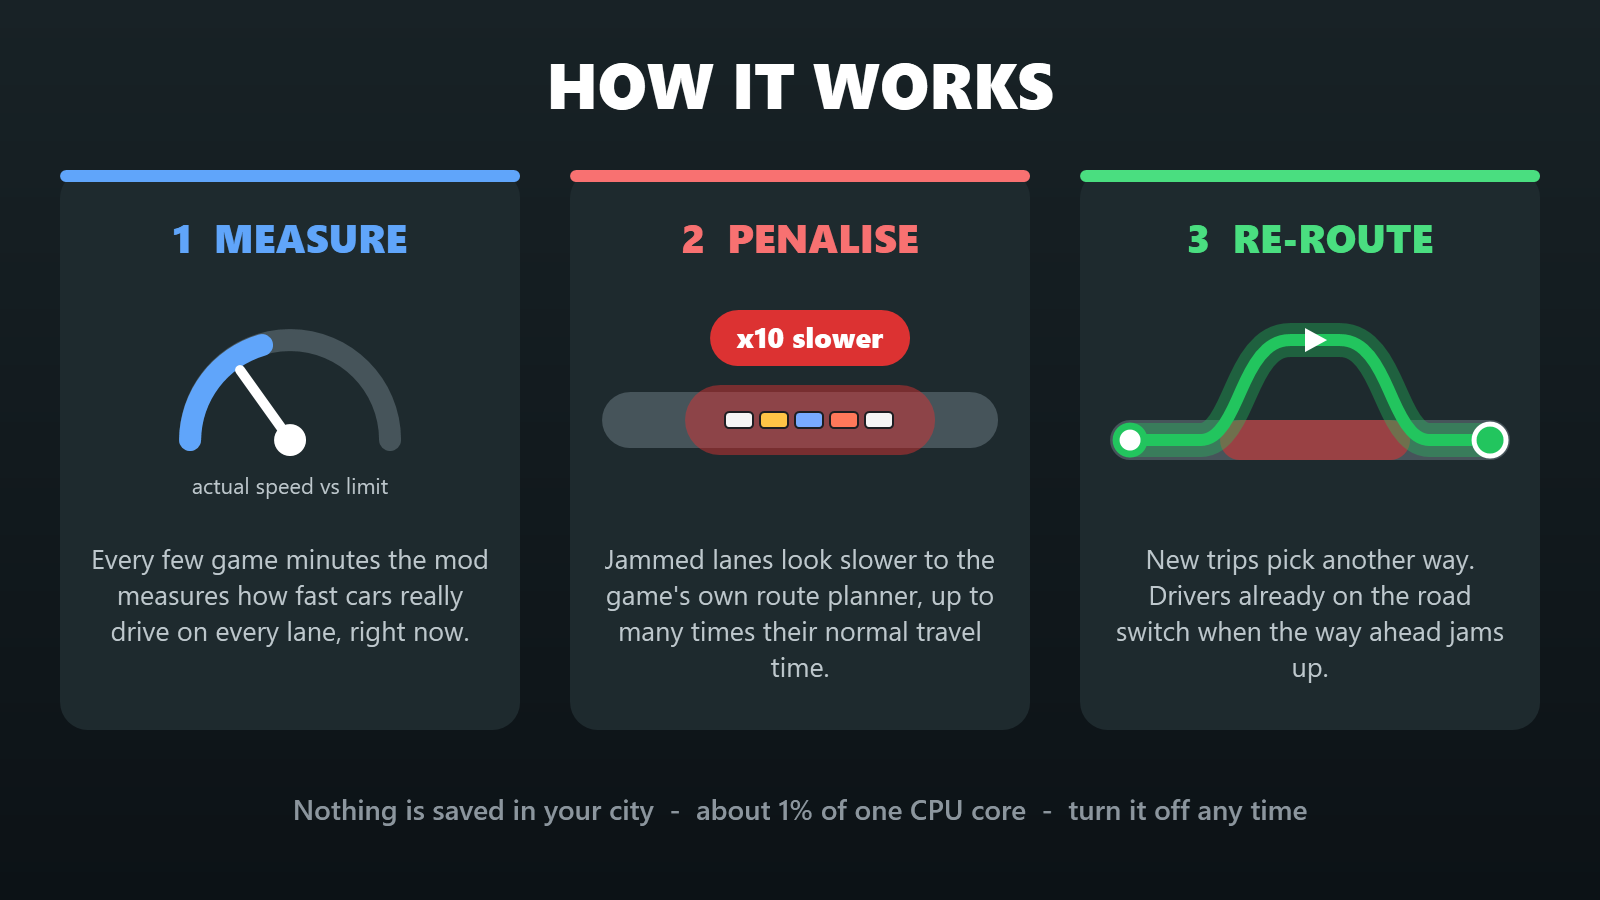 HOW IT WORKS
1 MEASURE
actual speed vs limit
Every few game minutes the mod
measures how fast cars really
drive on every lane, right now.
2 PENALISE
x10 slower
Jammed lanes look slower to the
game's own route planner, up to
many times their normal travel
time.
3 RE-ROUTE
New trips pick another way.
Drivers already on the road
switch when the way ahead jams
up.
Nothing is saved in your city - about 1% of one CPU core - turn it off any time